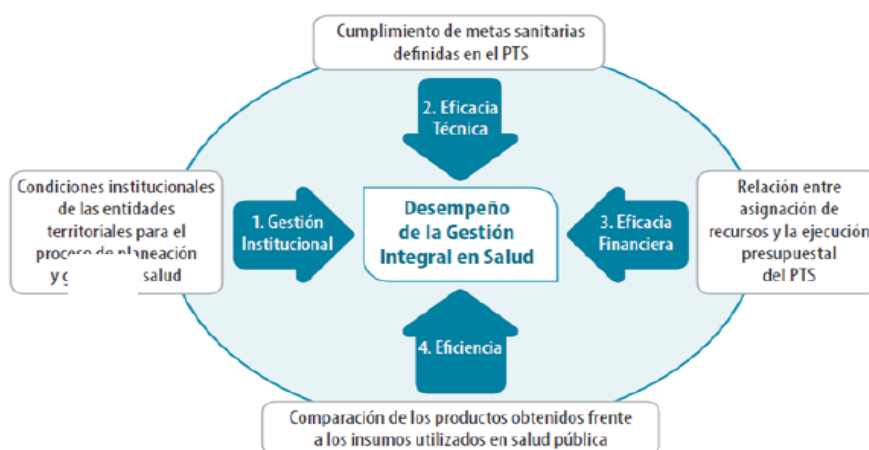 Cumplimiento de metas sanitarias
definidas en el PTS
2. Eficacia
Técnica
Condiciones institucionales
de las entidades
territoriales para el
proceso de planeación
y salud
1. Gestión
Institucional
Desempeño
de la Gestión
Integral en Salud
3. Eficacia
Financiera
Relación entre
asignación de
recursos y la ejecución
presupuestal
del PTS
4. Eficiencia
Comparación de los productos obtenidos frente
a los insumos utilizados en salud pública